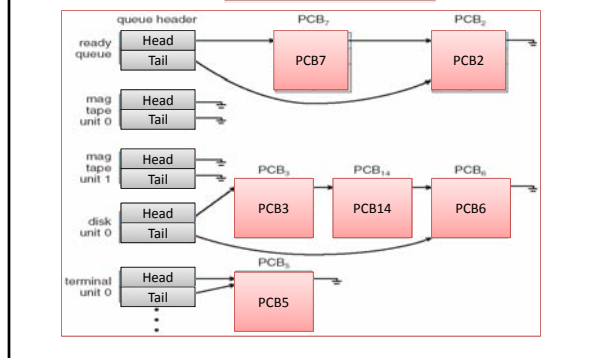 queue header PCB₇ PCB₂
ready
queue
Head
Tail
PCB7
PCB2
mag
tape
unit 0
Head
Tail
mag
tape
unit 1
Head
Tail
PCB₃ PCB₁₄ PCB₆
disk
unit 0
Head
Tail
PCB3
PCB14
PCB6
PCB₅
terminal
unit 0
Head
Tail
PCB5